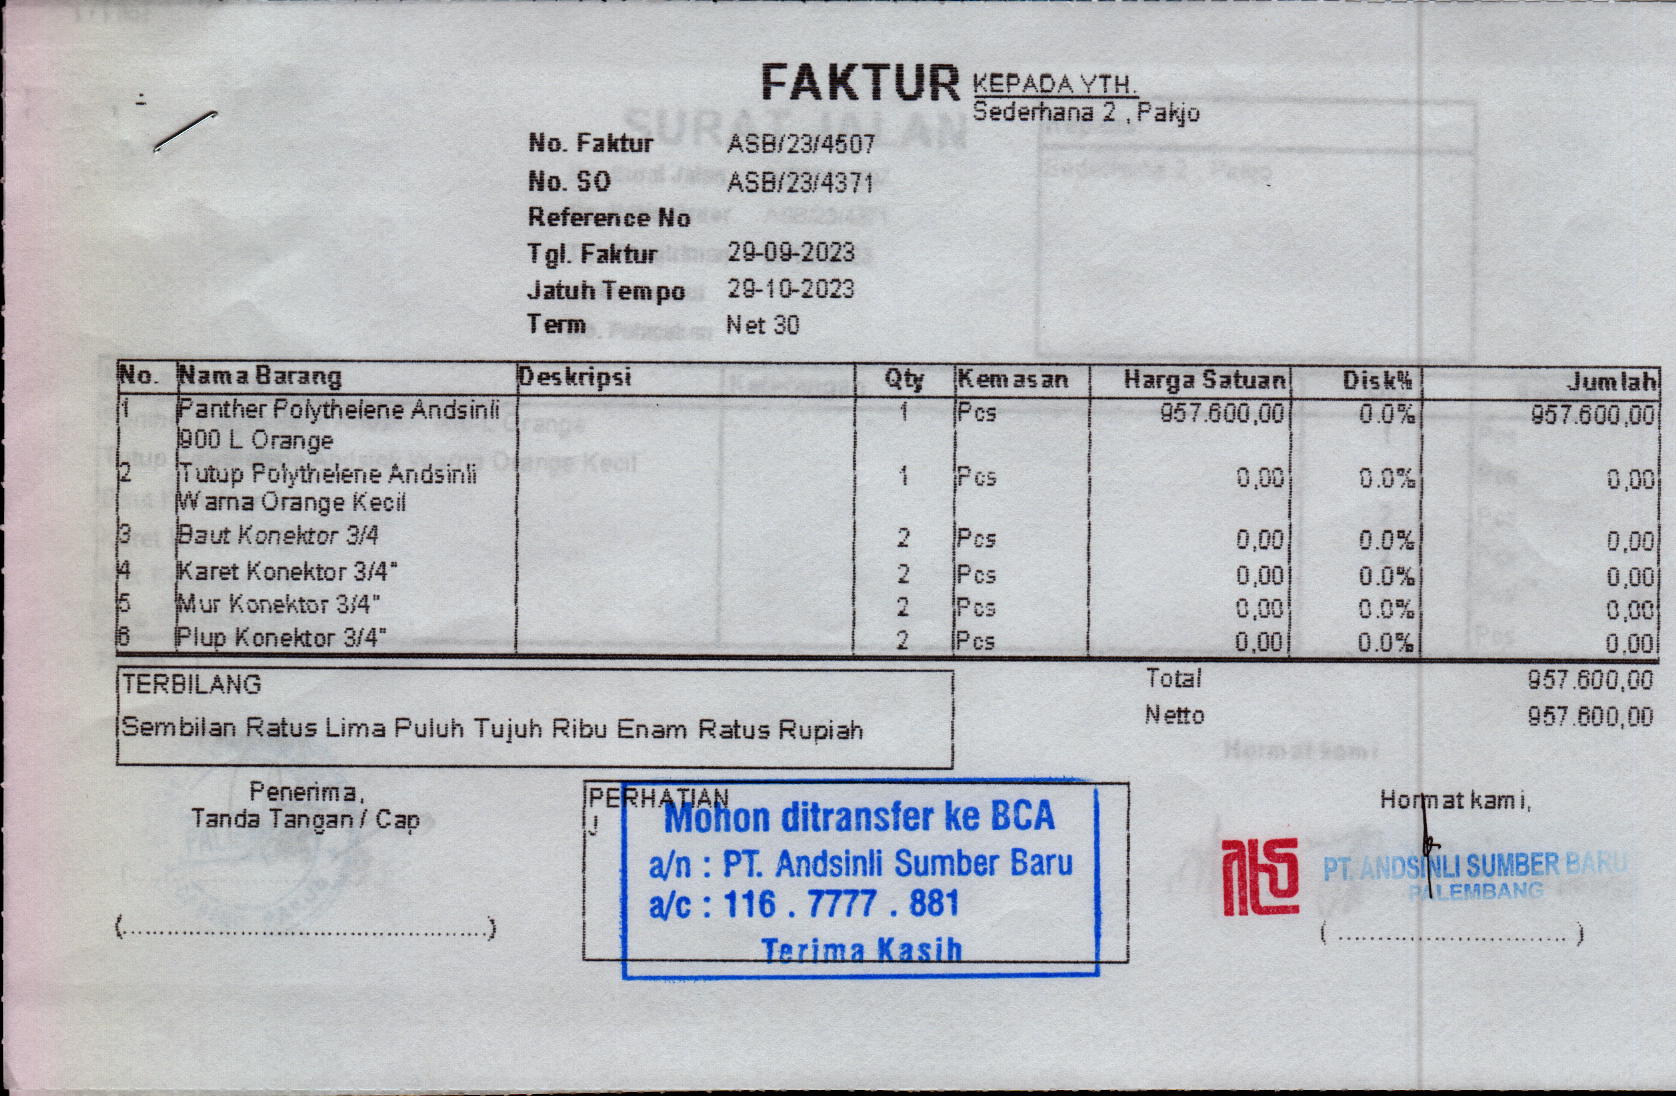 FAKTUR
KEPADA YTH.
Sederhana 2 , Pakjo
No. Faktur ASB/23/4507
No. SO ASB/23/4371
Reference No
Tgl. Faktur 29-09-2023
Jatuh Tempo 29-10-2023
Term Net 30
No. Nama Barang Deskripsi Qty Kemasan Harga Satuan Disk% Jumlah
1 Panther Polythelene Andsinli 1 Pcs 957.600,00 0.0% 957.600,00
900 L Orange
2 Tutup Polythelene Andsinli 1 Pcs 0,00 0.0% 0,00
Warna Orange Kecil
3 Baut Konektor 3/4 2 Pcs 0,00 0.0% 0,00
4 Karet Konektor 3/4" 2 Pcs 0,00 0.0% 0,00
5 Mur Konektor 3/4" 2 Pcs 0,00 0.0% 0,00
6 Plup Konektor 3/4" 2 Pcs 0,00 0.0% 0,00
TERBILANG
Sembilan Ratus Lima Puluh Tujuh Ribu Enam Ratus Rupiah
Total 957.600,00
Netto 957.600,00
Penerima,
Tanda Tangan / Cap
(............................................)
PERHATIAN
Mohon ditransfer ke BCA
a/n : PT. Andsinli Sumber Baru
a/c : 116 . 7777 . 881
Terima Kasih
Hormat kami,
PT. ANDSINLI SUMBER BARU
PALEMBANG
( .............................. )
SURAT JALAN
Sederhana 2 , Pakjo
Hormat kami